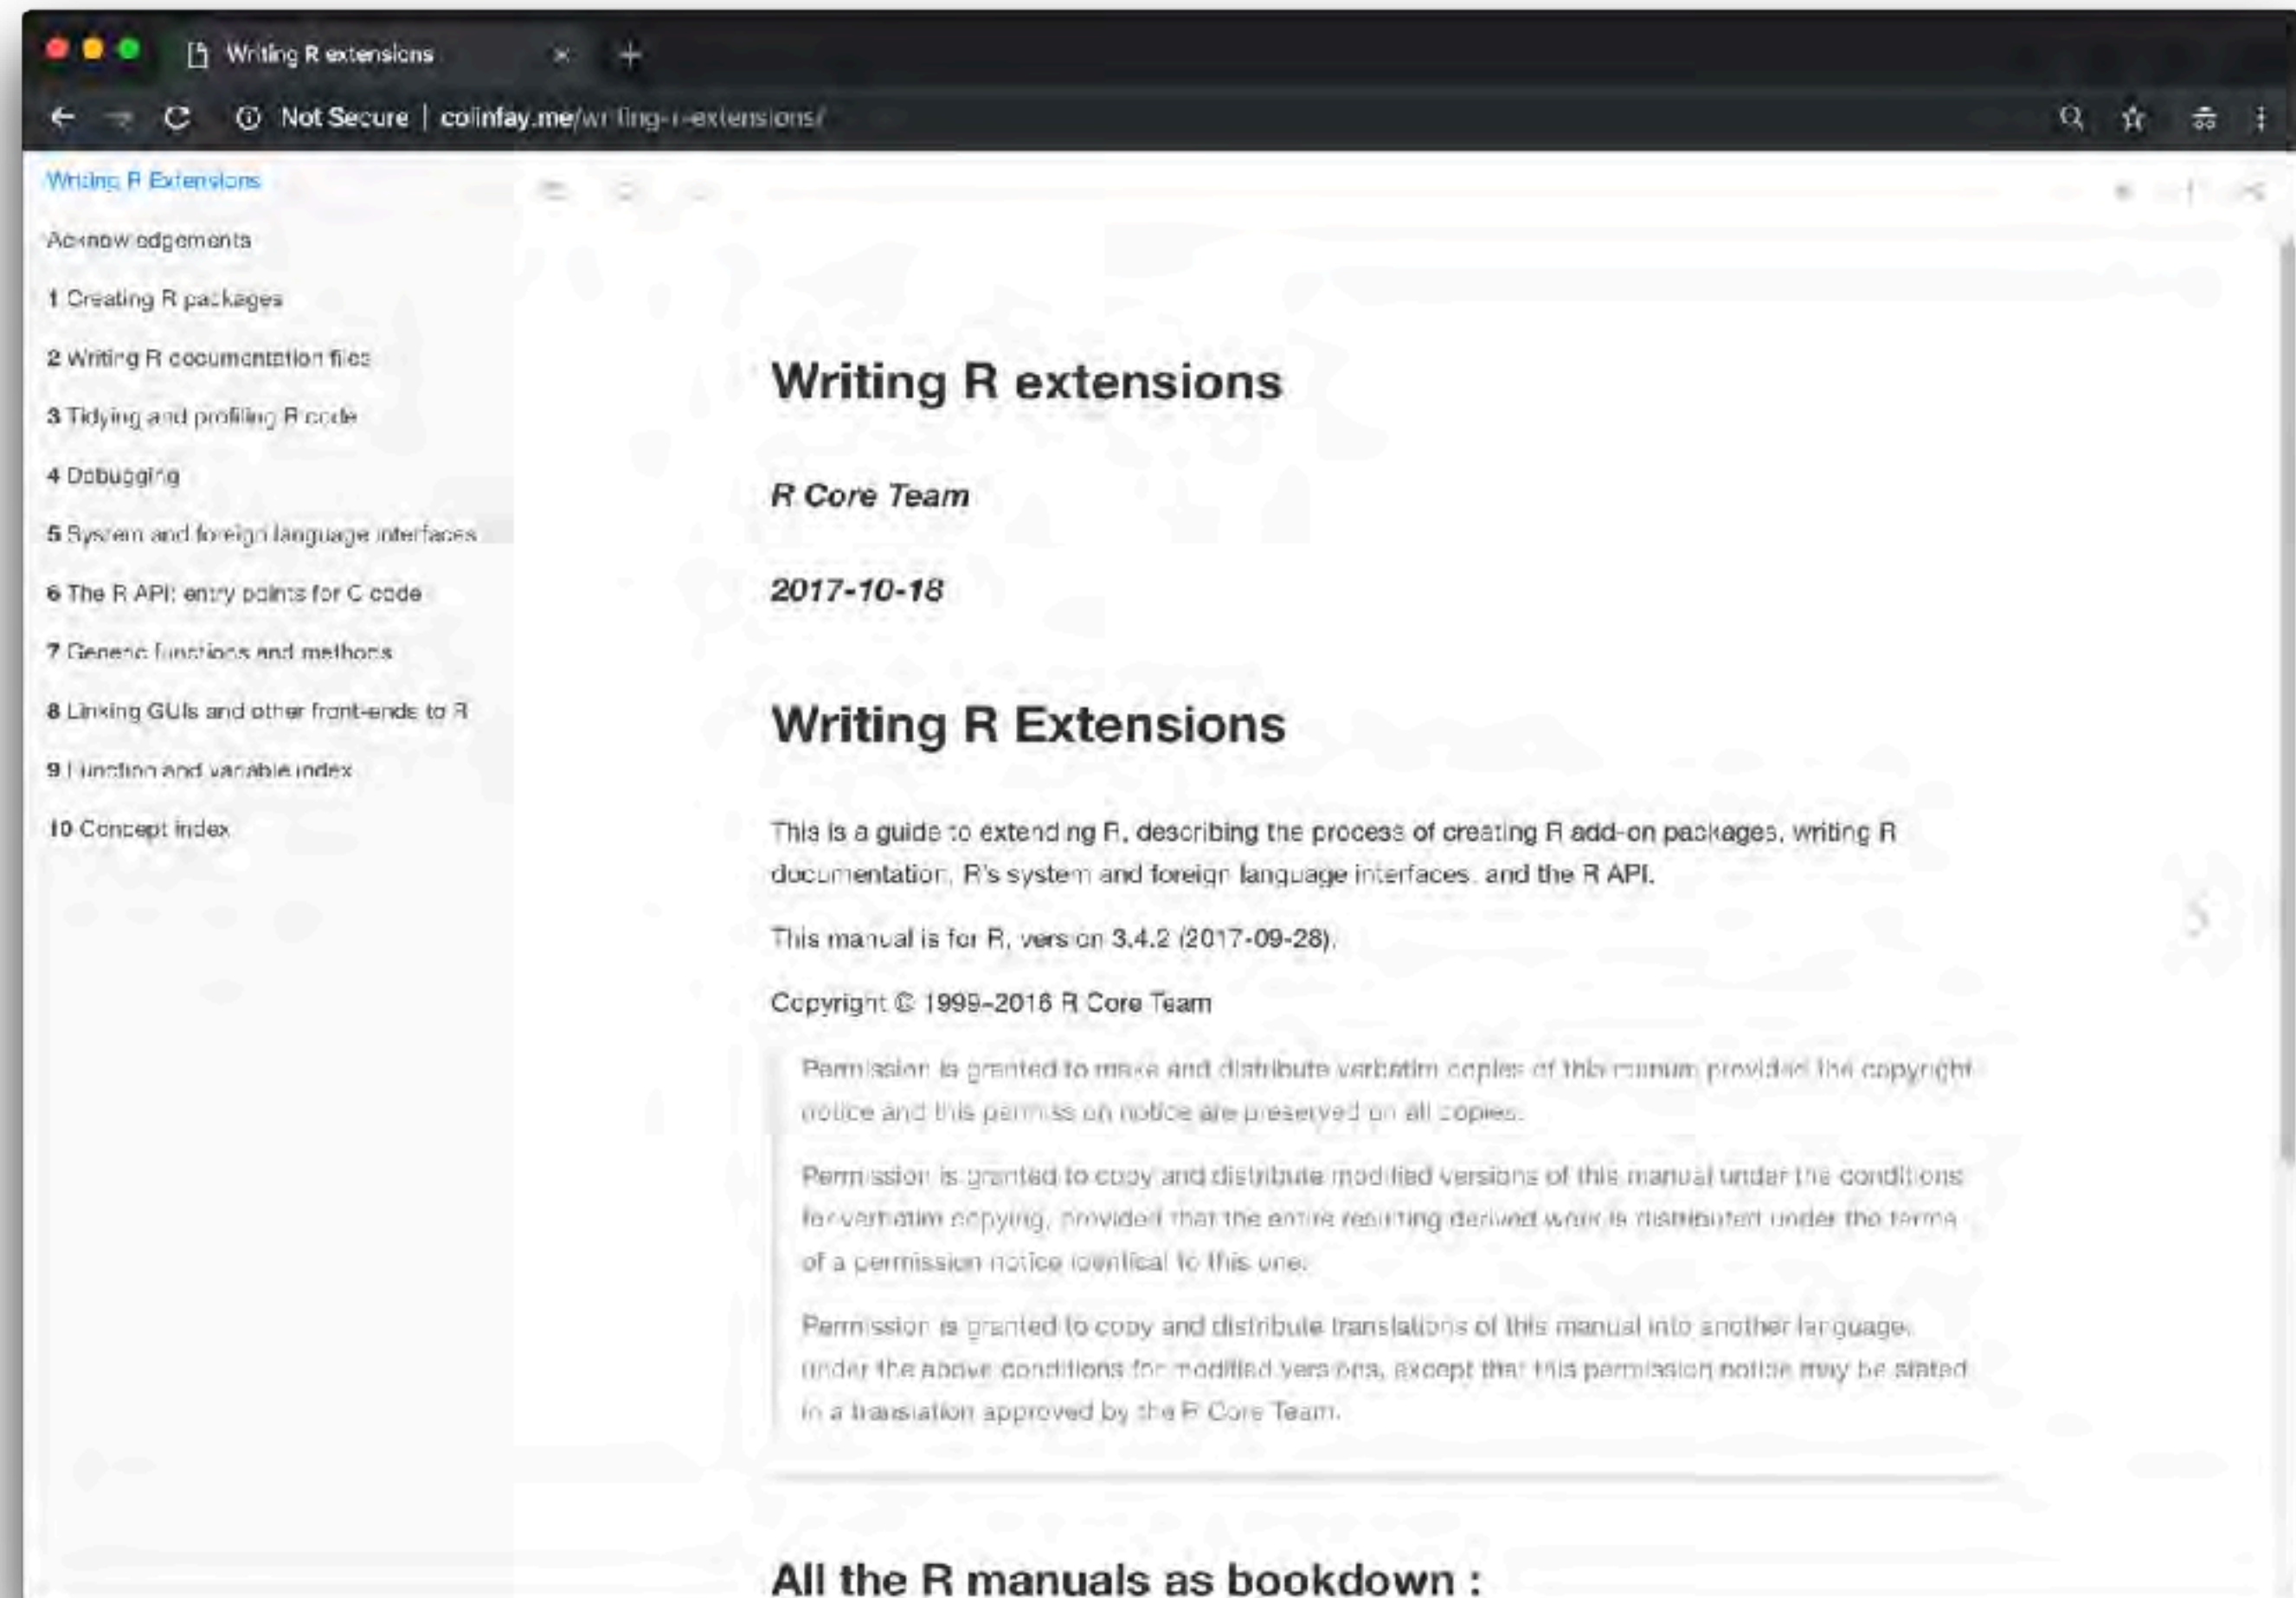 Writing R extensions
Not Secure | colinfay.me/writing-r-extensions/
Writing R Extensions
Acknowledgements
1 Creating R packages
2 Writing R documentation files
3 Tidying and profiling R code
4 Debugging
5 System and foreign language interfaces
6 The R API: entry points for C code
7 Generic functions and methods
8 Linking GUIs and other front-ends to R
9 Function and variable index
10 Concept index
Writing R extensions
R Core Team
2017-10-18
Writing R Extensions
This is a guide to extending R, describing the process of creating R add-on packages, writing R
documentation, R's system and foreign language interfaces, and the R API.
This manual is for R, version 3.4.2 (2017-09-28).
Copyright © 1999–2016 R Core Team
Permission is granted to make and distribute verbatim copies of this manual provided the copyright
notice and this permission notice are preserved on all copies.
Permission is granted to copy and distribute modified versions of this manual under the conditions
for verbatim copying, provided that the entire resulting derived work is distributed under the terms
of a permission notice identical to this one.
Permission is granted to copy and distribute translations of this manual into another language,
under the above conditions for modified versions, except that this permission notice may be stated
in a translation approved by the R Core Team.
All the R manuals as bookdown :